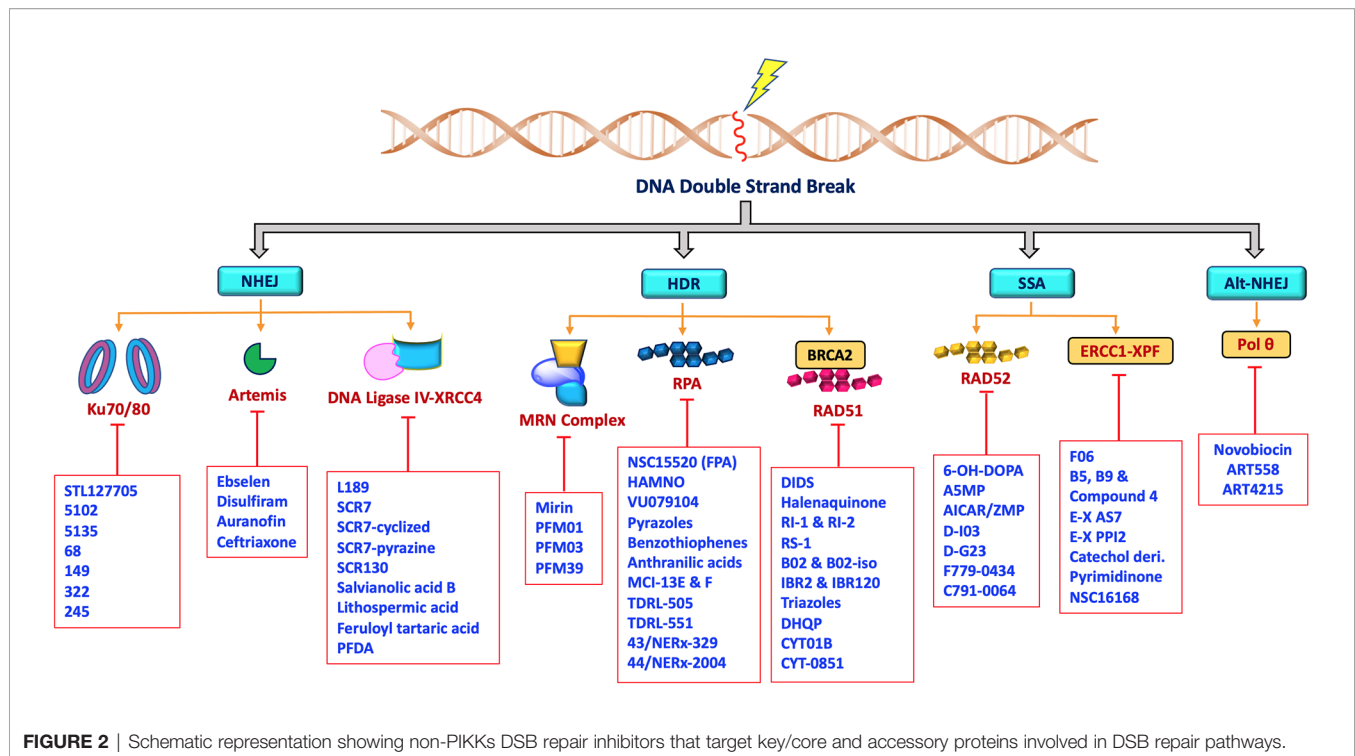 DNA Double Strand Break
NHEJ
HDR
SSA
Alt-NHEJ
Ku70/80
Artemis
DNA Ligase IV-XRCC4
MRN Complex
RPA
BRCA2
RAD51
RAD52
ERCC1-XPF
Pol θ
STL127705
5102
5135
68
149
322
245
Ebselen
Disulfiram
Auranofin
Ceftriaxone
L189
SCR7
SCR7-cyclized
SCR7-pyrazine
SCR130
Salvianolic acid B
Lithospermic acid
Feruloyl tartaric acid
PFDA
Mirin
PFM01
PFM03
PFM39
NSC15520 (FPA)
HAMNO
VU079104
Pyrazoles
Benzothiophenes
Anthranilic acids
MCI-13E & F
TDRL-505
TDRL-551
43/NERx-329
44/NERx-2004
DIDS
Halenaquinone
RI-1 & RI-2
RS-1
B02 & B02-iso
IBR2 & IBR120
Triazoles
DHQP
CYT01B
CYT-0851
6-OH-DOPA
A5MP
AICAR/ZMP
D-I03
D-G23
F779-0434
C791-0064
F06
B5, B9 &
Compound 4
E-X AS7
E-X PPI2
Catechol deri.
Pyrimidinone
NSC16168
Novobiocin
ART558
ART4215
FIGURE 2 | Schematic representation showing non-PIKKs DSB repair inhibitors that target key/core and accessory proteins involved in DSB repair pathways.